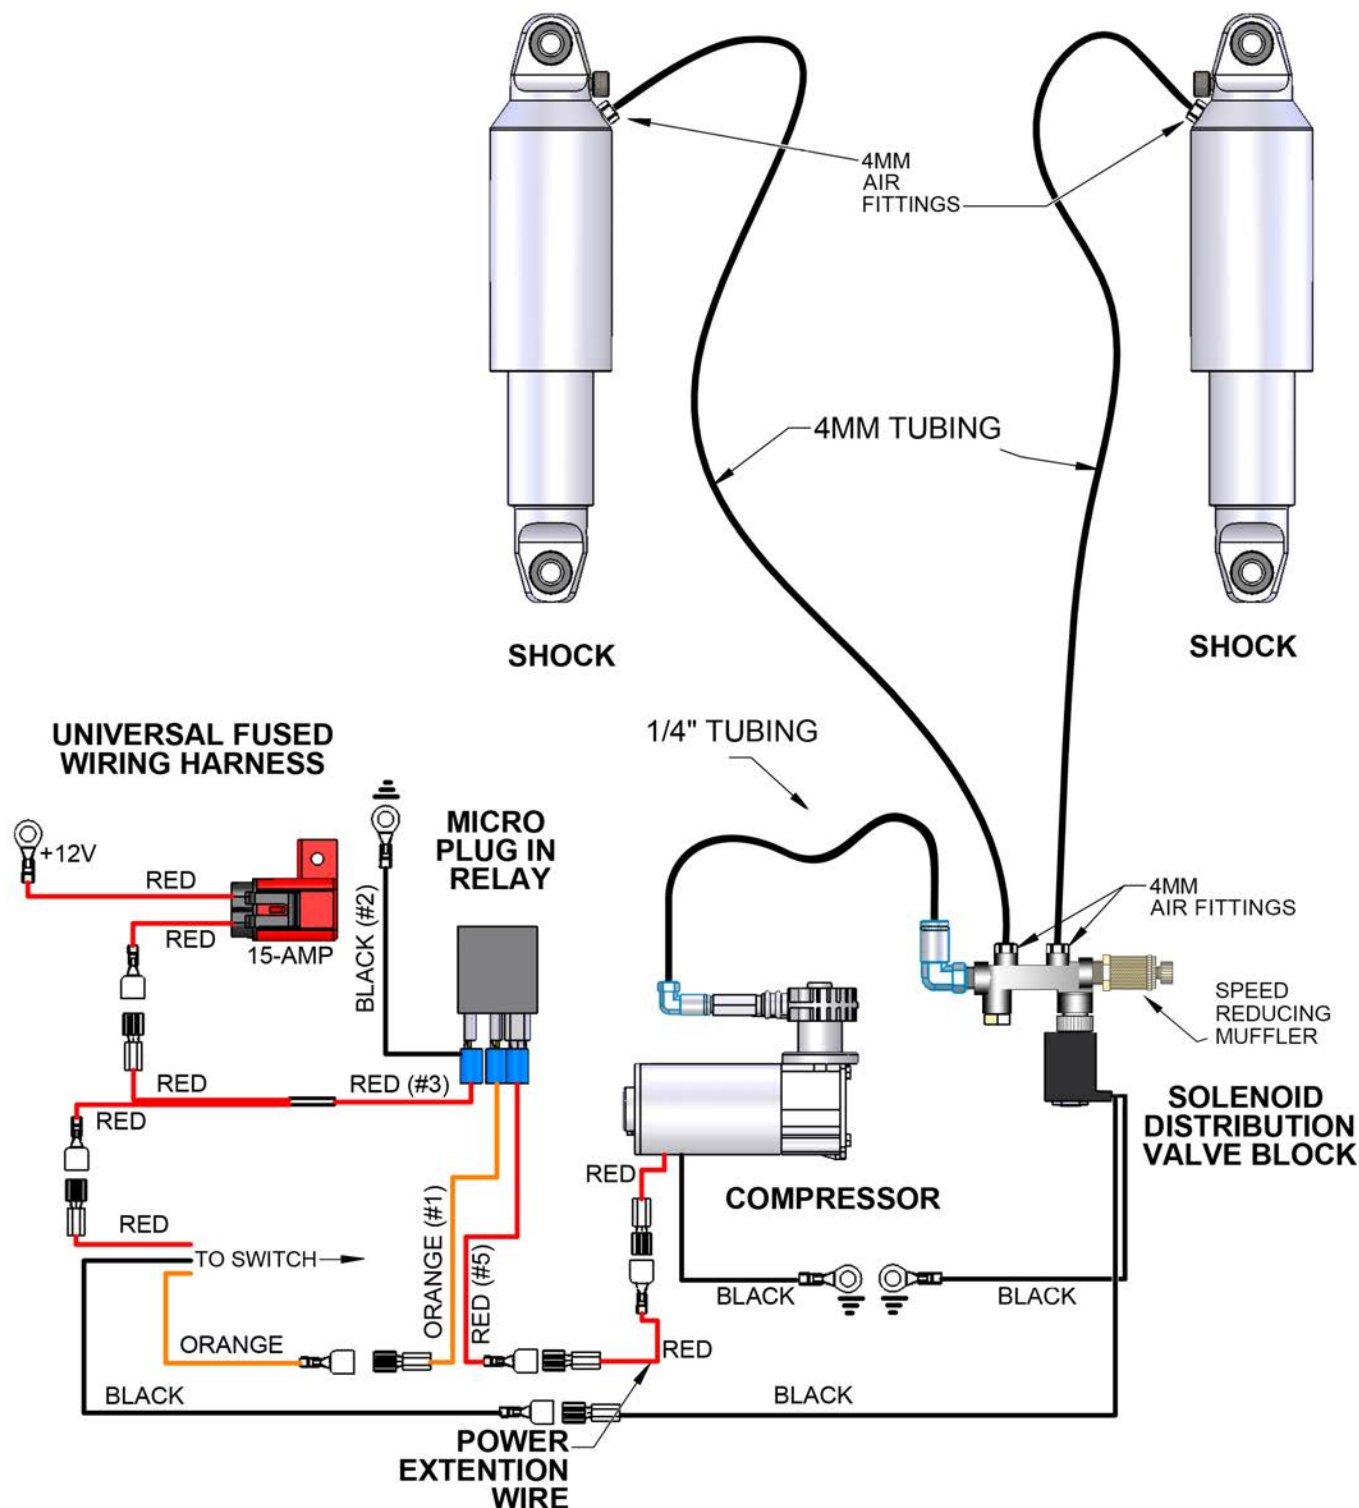 4MM
AIR
FITTINGS
4MM TUBING
SHOCK
SHOCK
UNIVERSAL FUSED
WIRING HARNESS
1/4" TUBING
+12V
RED
RED
15-AMP
BLACK (#2)
MICRO
PLUG IN
RELAY
4MM
AIR FITTINGS
SPEED
REDUCING
MUFFLER
RED
RED (#3)
RED
SOLENOID
DISTRIBUTION
VALVE BLOCK
RED
COMPRESSOR
RED
TO SWITCH
ORANGE (#1)
RED (#5)
BLACK
BLACK
ORANGE
RED
BLACK
BLACK
POWER
EXTENTION
WIRE